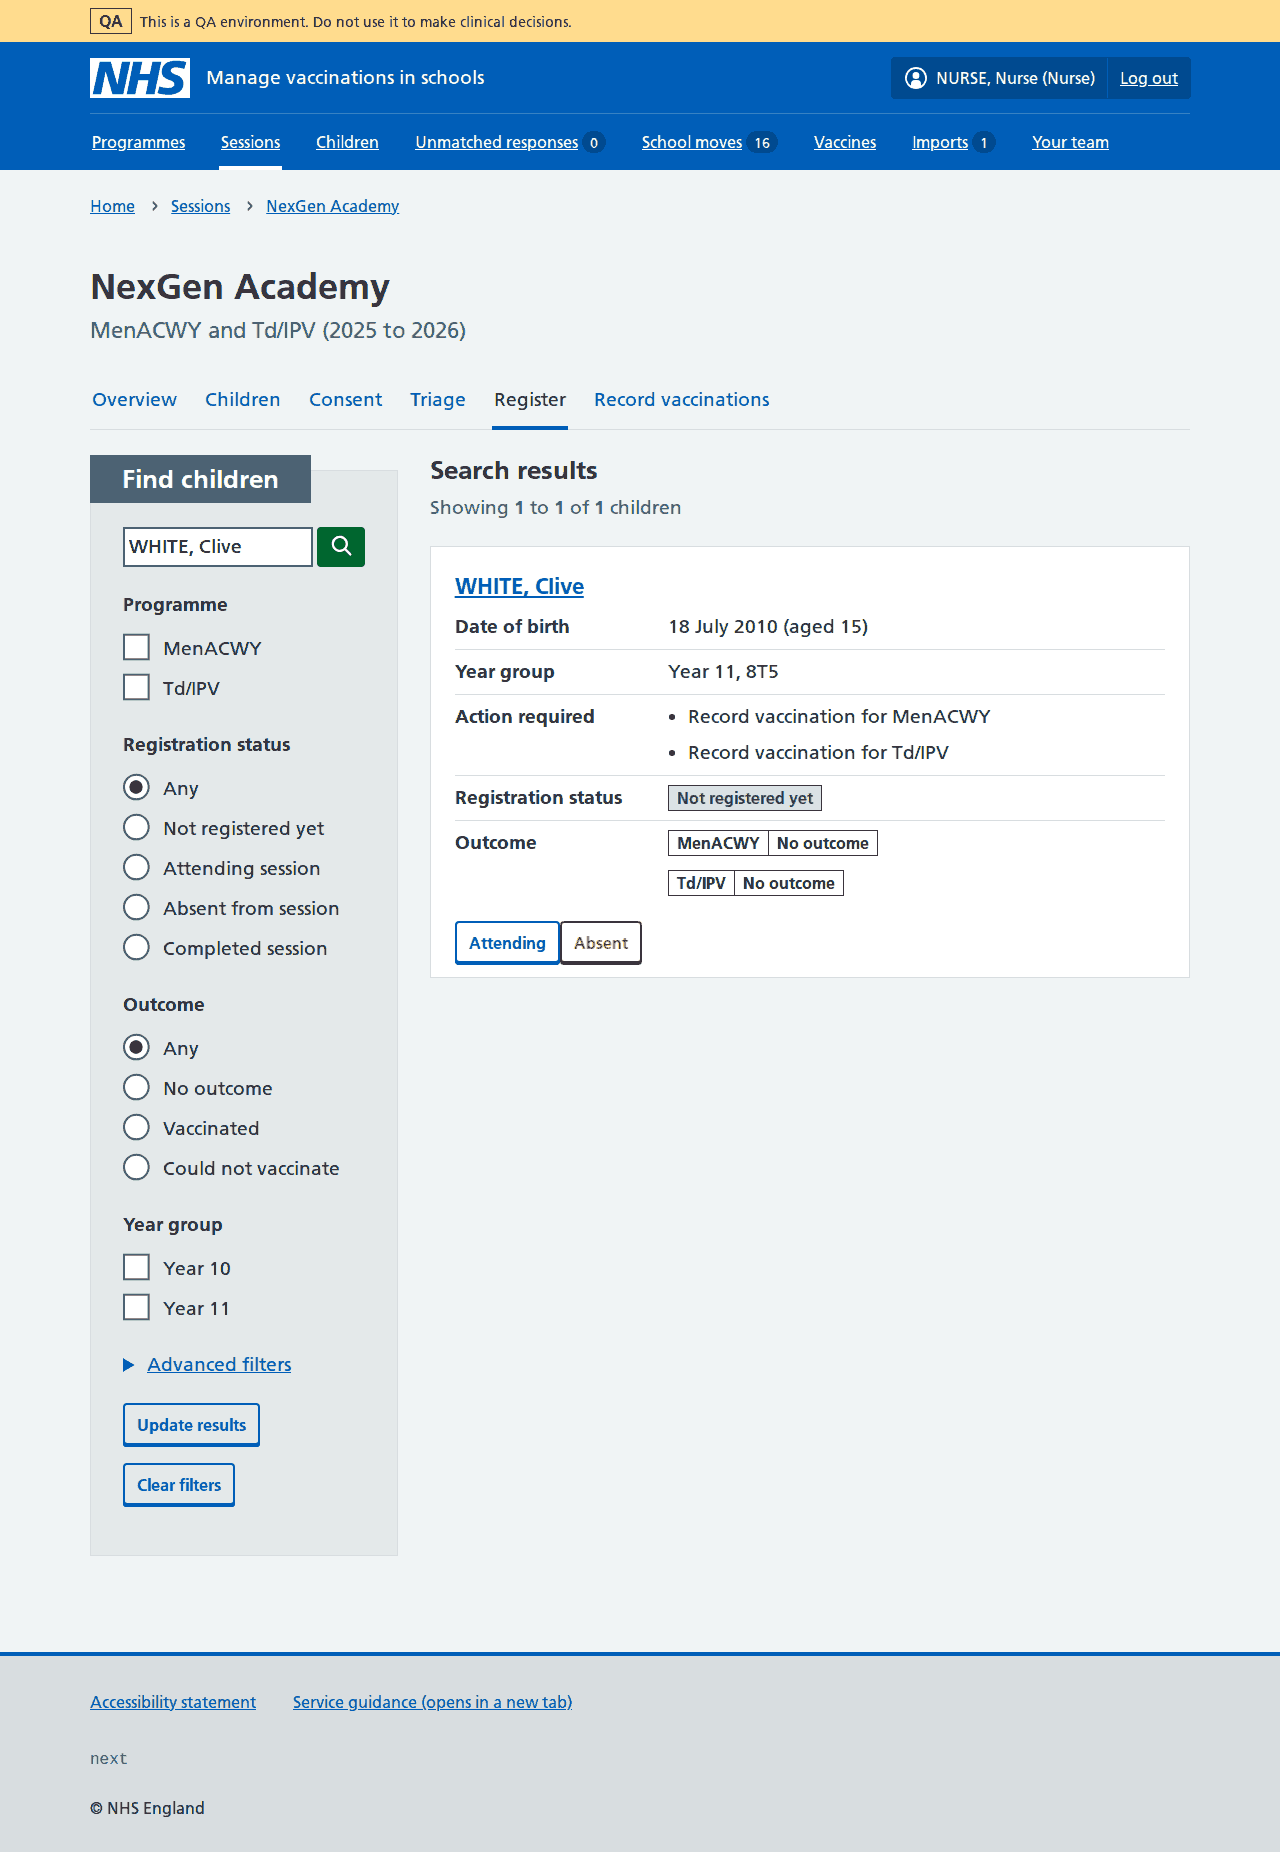 QA This is a QA environment. Do not use it to make clinical decisions.
NHS Manage vaccinations in schools NURSE, Nurse (Nurse) Log out
Programmes Sessions Children Unmatched responses 0 School moves 16 Vaccines Imports 1 Your team
Home Sessions NexGen Academy
NexGen Academy
MenACWY and Td/IPV (2025 to 2026)
Overview Children Consent Triage Register Record vaccinations
Find children
WHITE, Clive
Programme
MenACWY
Td/IPV
Registration status
Any
Not registered yet
Attending session
Absent from session
Completed session
Outcome
Any
No outcome
Vaccinated
Could not vaccinate
Year group
Year 10
Year 11
Advanced filters
Update results
Clear filters
Search results
Showing 1 to 1 of 1 children
WHITE, Clive
Date of birth 18 July 2010 (aged 15)
Year group Year 11, 8T5
Action required • Record vaccination for MenACWY
• Record vaccination for Td/IPV
Registration status Not registered yet
Outcome MenACWY No outcome
Td/IPV No outcome
Attending Absent
Accessibility statement Service guidance (opens in a new tab)
next
© NHS England